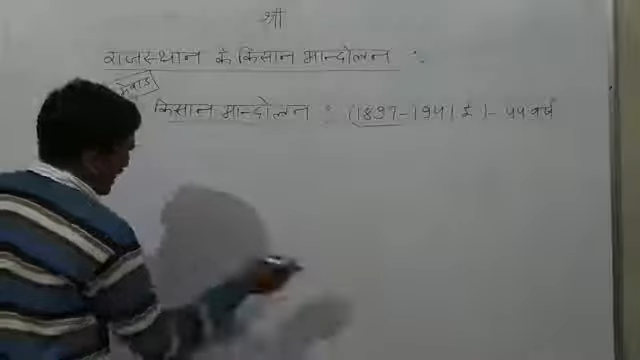 श्री
राजस्थान के किसान आन्दोलन :-
मेवाड़
किसान आन्दोलन : (1897-1941 ई)- 44 वर्ष